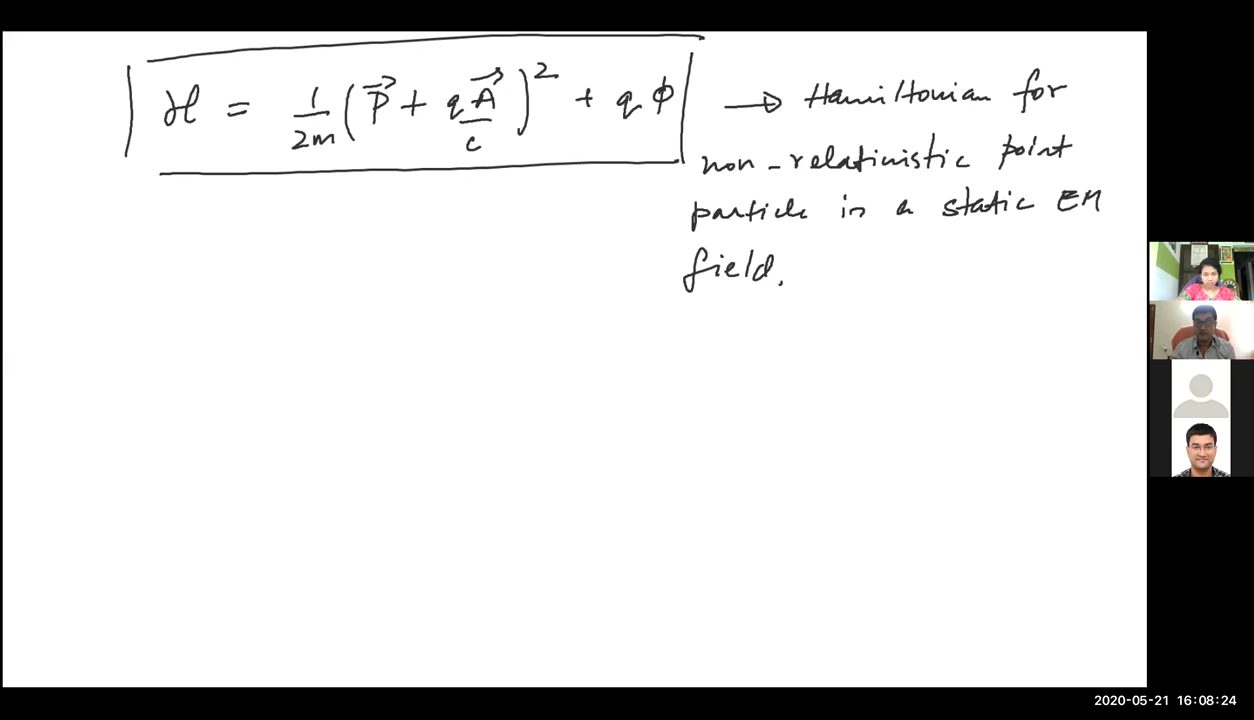 ℋ = 1/2m (P⃗ + qA⃗/c)² + qϕ → Hamiltonian for
non-relativistic point
particle in a static EM
field.
2020-05-21 16:08:24